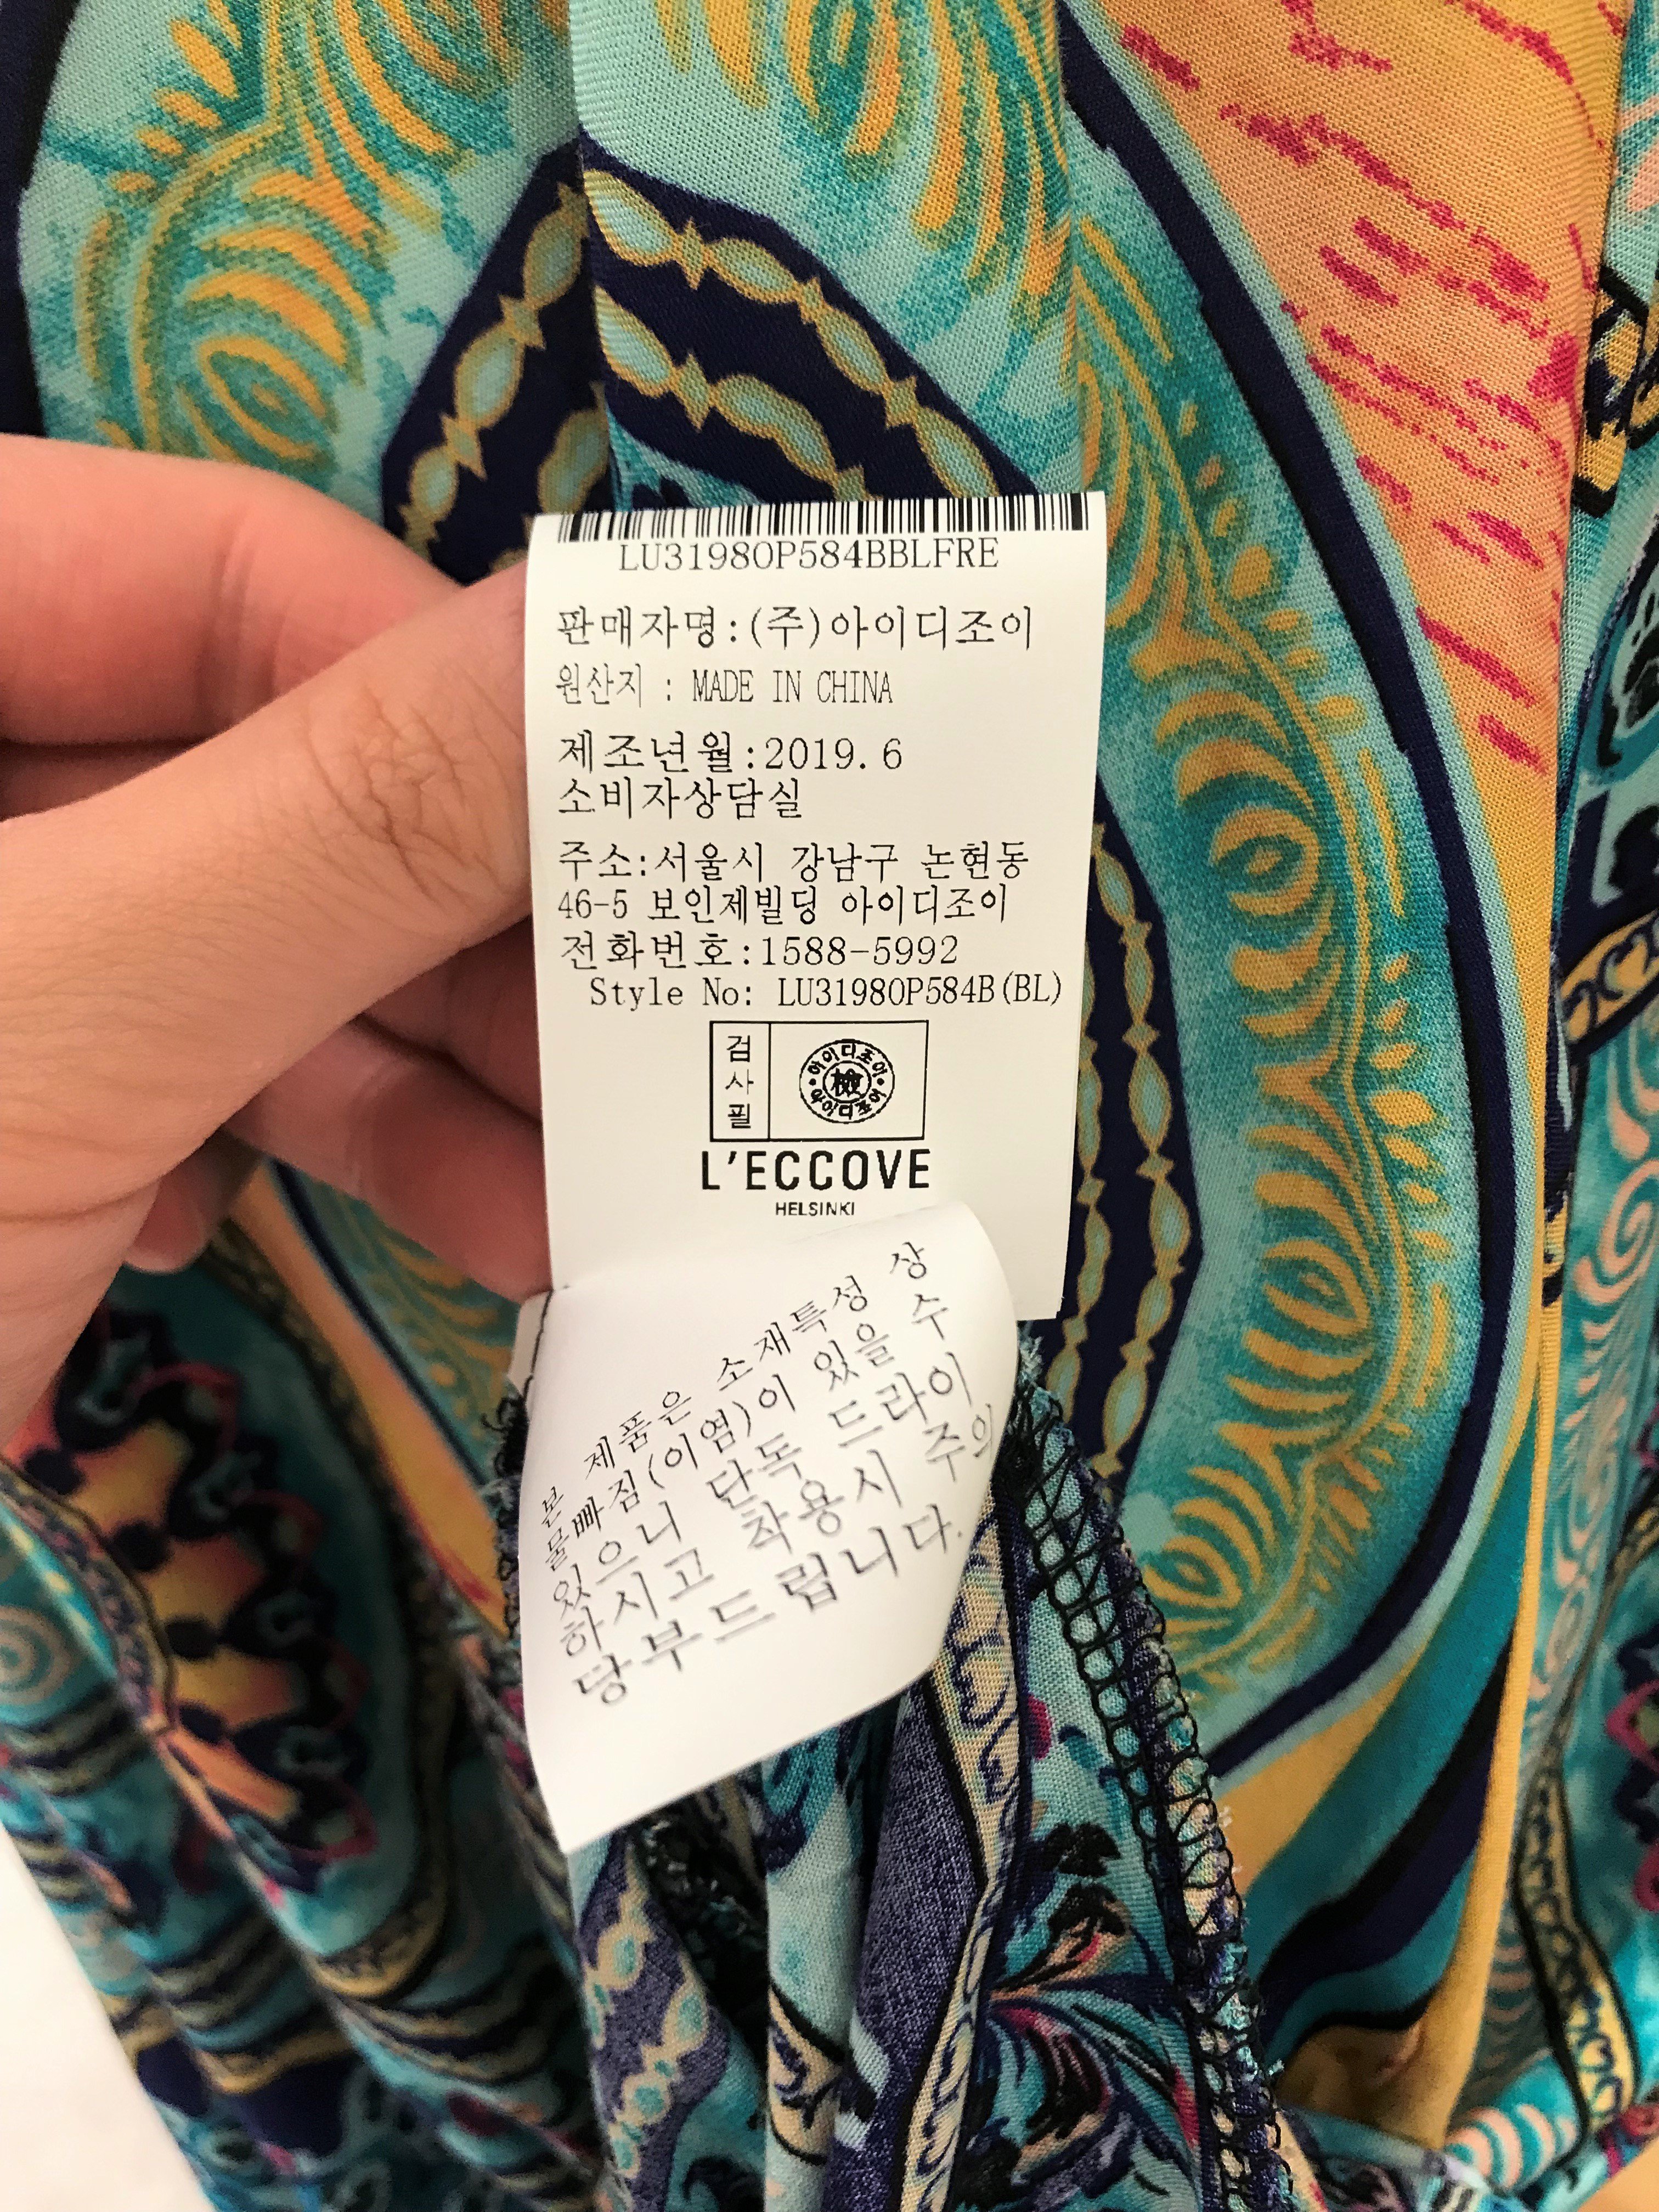 LU31980P584BBLFRE
판매자명:(주)아이디조이
원산지 : MADE IN CHINA
제조년월:2019.6
소비자상담실
주소:서울시 강남구 논현동
46-5 보인제빌딩 아이디조이
전화번호:1588-5992
Style No: LU31980P584B(BL)
검사필
아이디조이
檢
아이디조이
L'ECCOVE
HELSINKI
본 제품은 소재특성 상
물빠짐(이염)이 있을 수
있으니 단독 드라이
하시고 착용시 주의
당부드립니다.